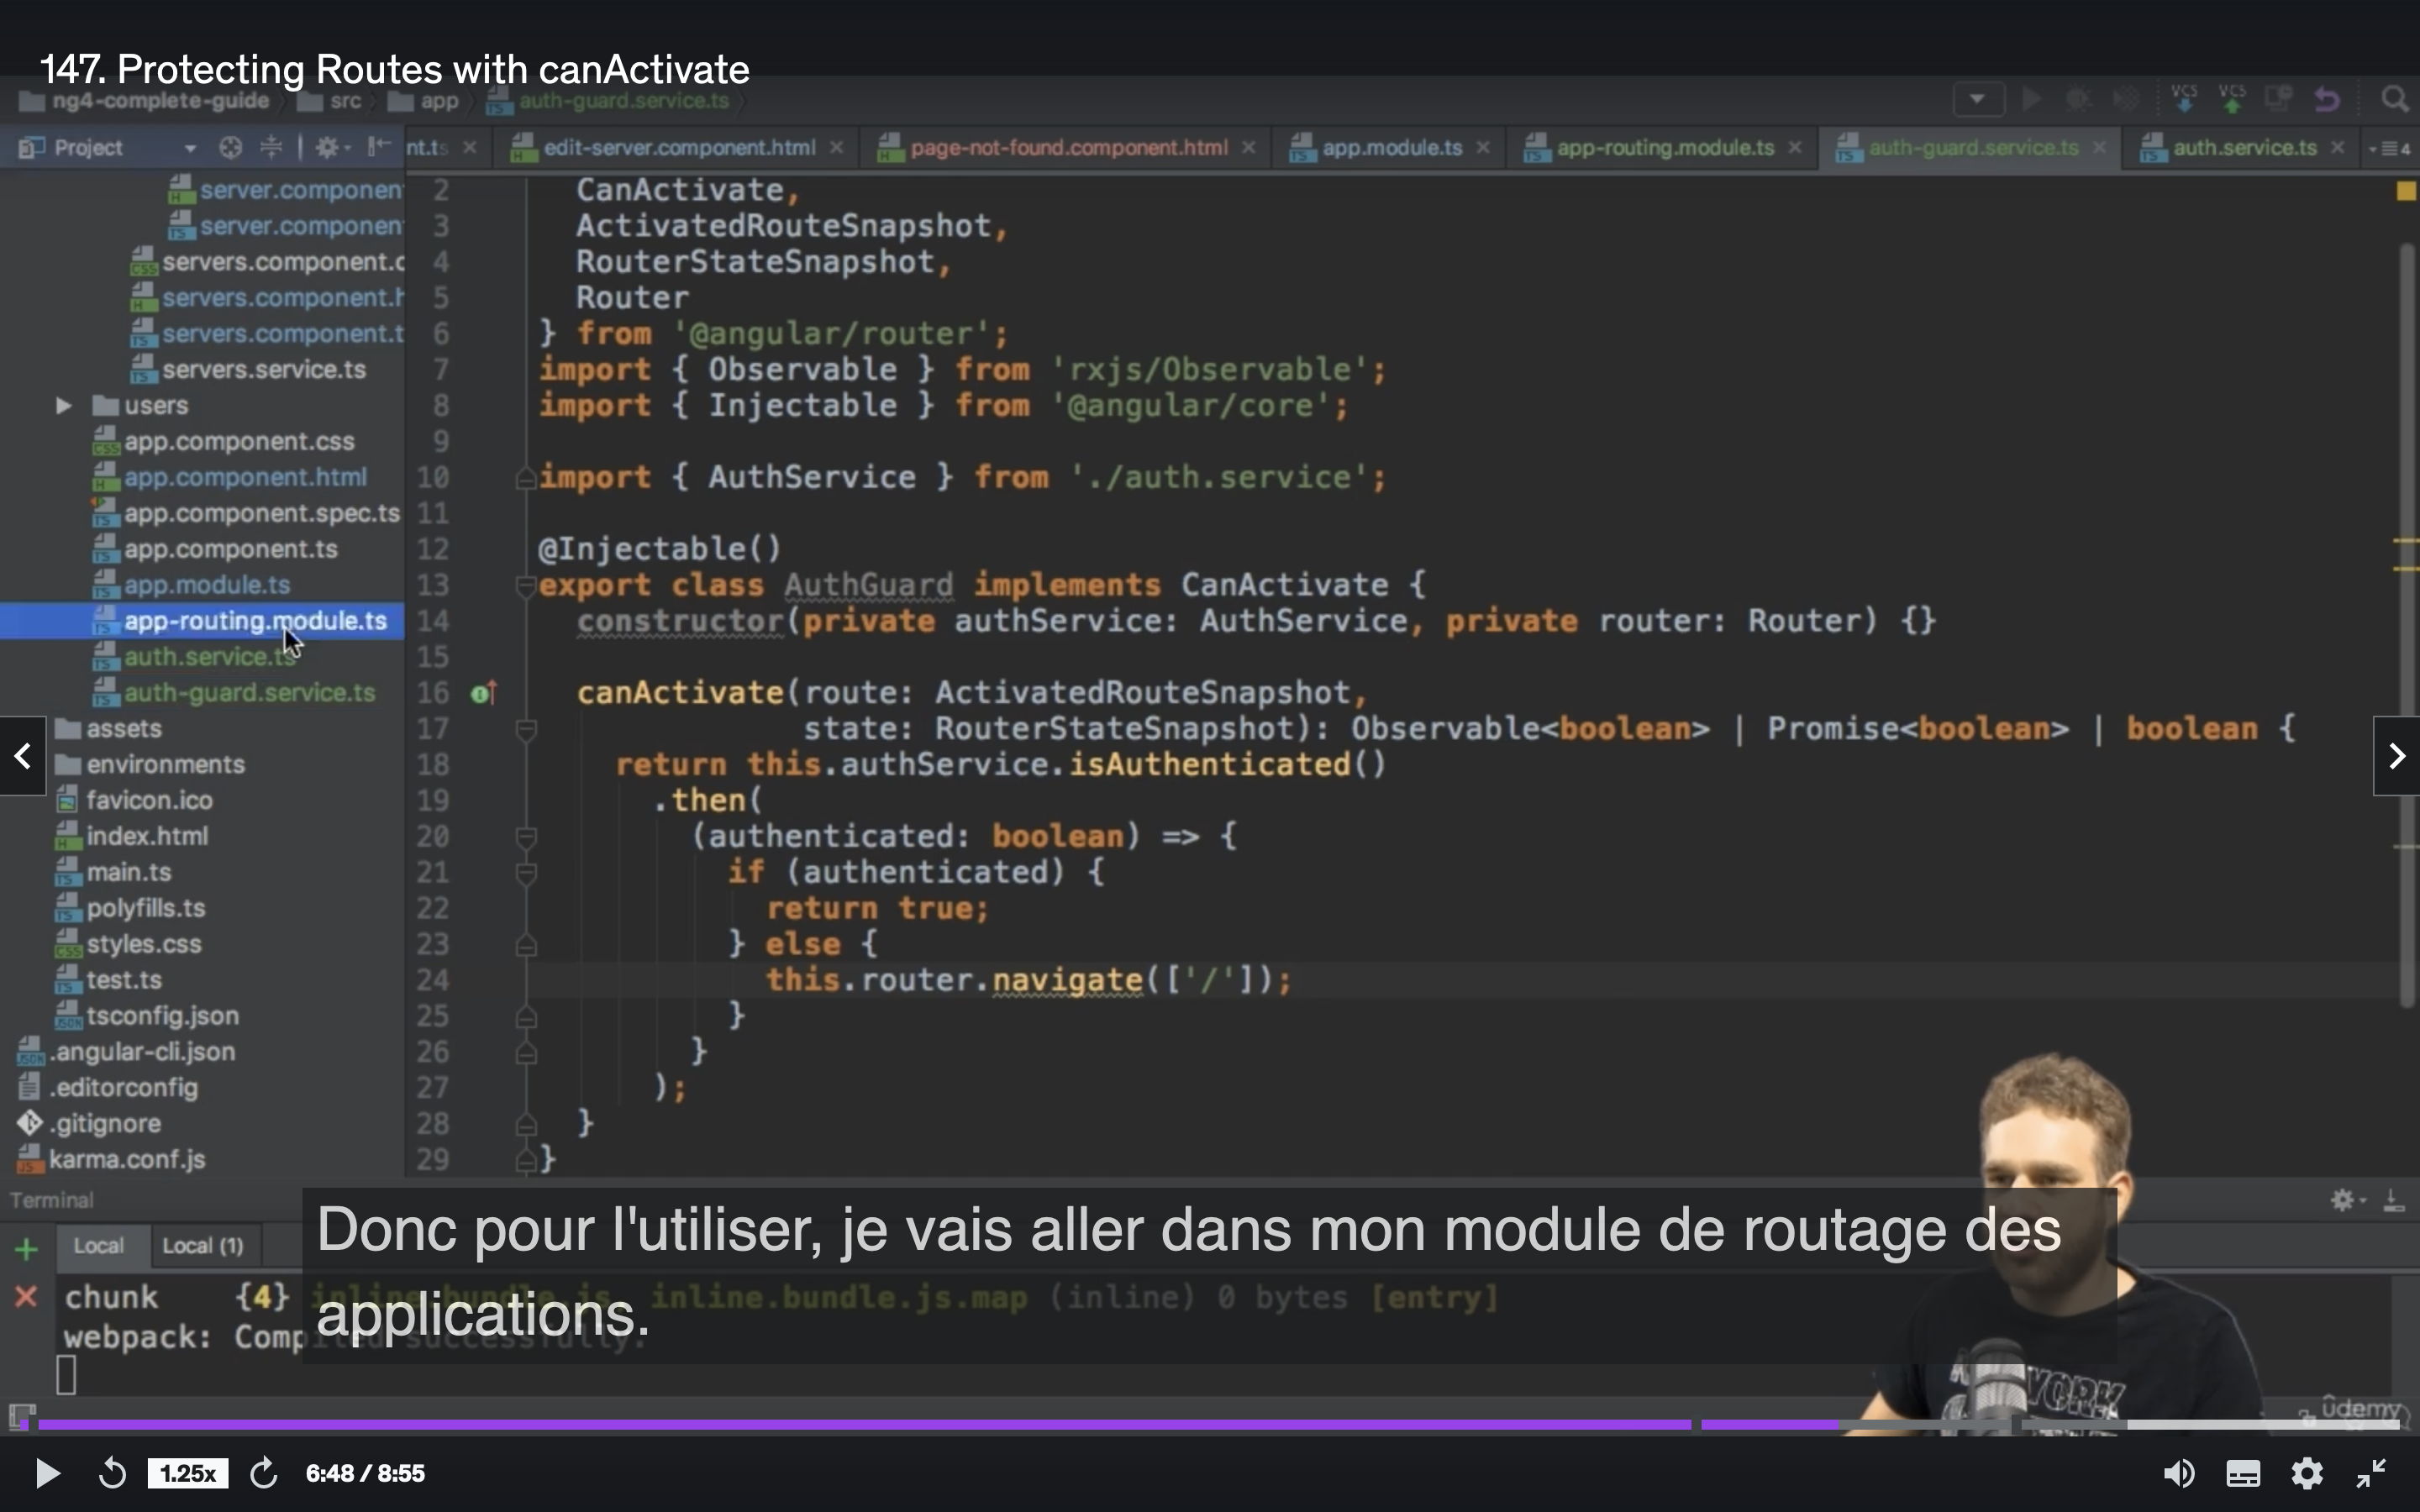 147. Protecting Routes with canActivate
ng4-complete-guide src app auth-guard.service.ts
VCS VCS
Project
nt.ts edit-server.component.html page-not-found.component.html app.module.ts app-routing.module.ts auth-guard.service.ts auth.service.ts 4
server.component
server.component
servers.component.c
servers.component.h
servers.component.t
servers.service.ts
users
app.component.css
app.component.html
app.component.spec.ts
app.component.ts
app.module.ts
app-routing.module.ts
auth.service.ts
auth-guard.service.ts
assets
environments
favicon.ico
index.html
main.ts
polyfills.ts
styles.css
test.ts
tsconfig.json
.angular-cli.json
.editorconfig
.gitignore
karma.conf.js
2 CanActivate,
3 ActivatedRouteSnapshot,
4 RouterStateSnapshot,
5 Router
6 } from '@angular/router';
7 import { Observable } from 'rxjs/Observable';
8 import { Injectable } from '@angular/core';
9
10 import { AuthService } from './auth.service';
11
12 @Injectable()
13 export class AuthGuard implements CanActivate {
14 constructor(private authService: AuthService, private router: Router) {}
15
16 canActivate(route: ActivatedRouteSnapshot,
17 state: RouterStateSnapshot): Observable<boolean> | Promise<boolean> | boolean {
18 return this.authService.isAuthenticated()
19 .then(
20 (authenticated: boolean) => {
21 if (authenticated) {
22 return true;
23 } else {
24 this.router.navigate(['/']);
25 }
26 }
27 );
28 }
29 }
Terminal
Local Local (1)
chunk {4} inline.bundle.js, inline.bundle.js.map (inline) 0 bytes [entry]
webpack: Compiled successfully.
Donc pour l'utiliser, je vais aller dans mon module de routage des
applications.
WORK
ûdemy
1.25x 6:48 / 8:55